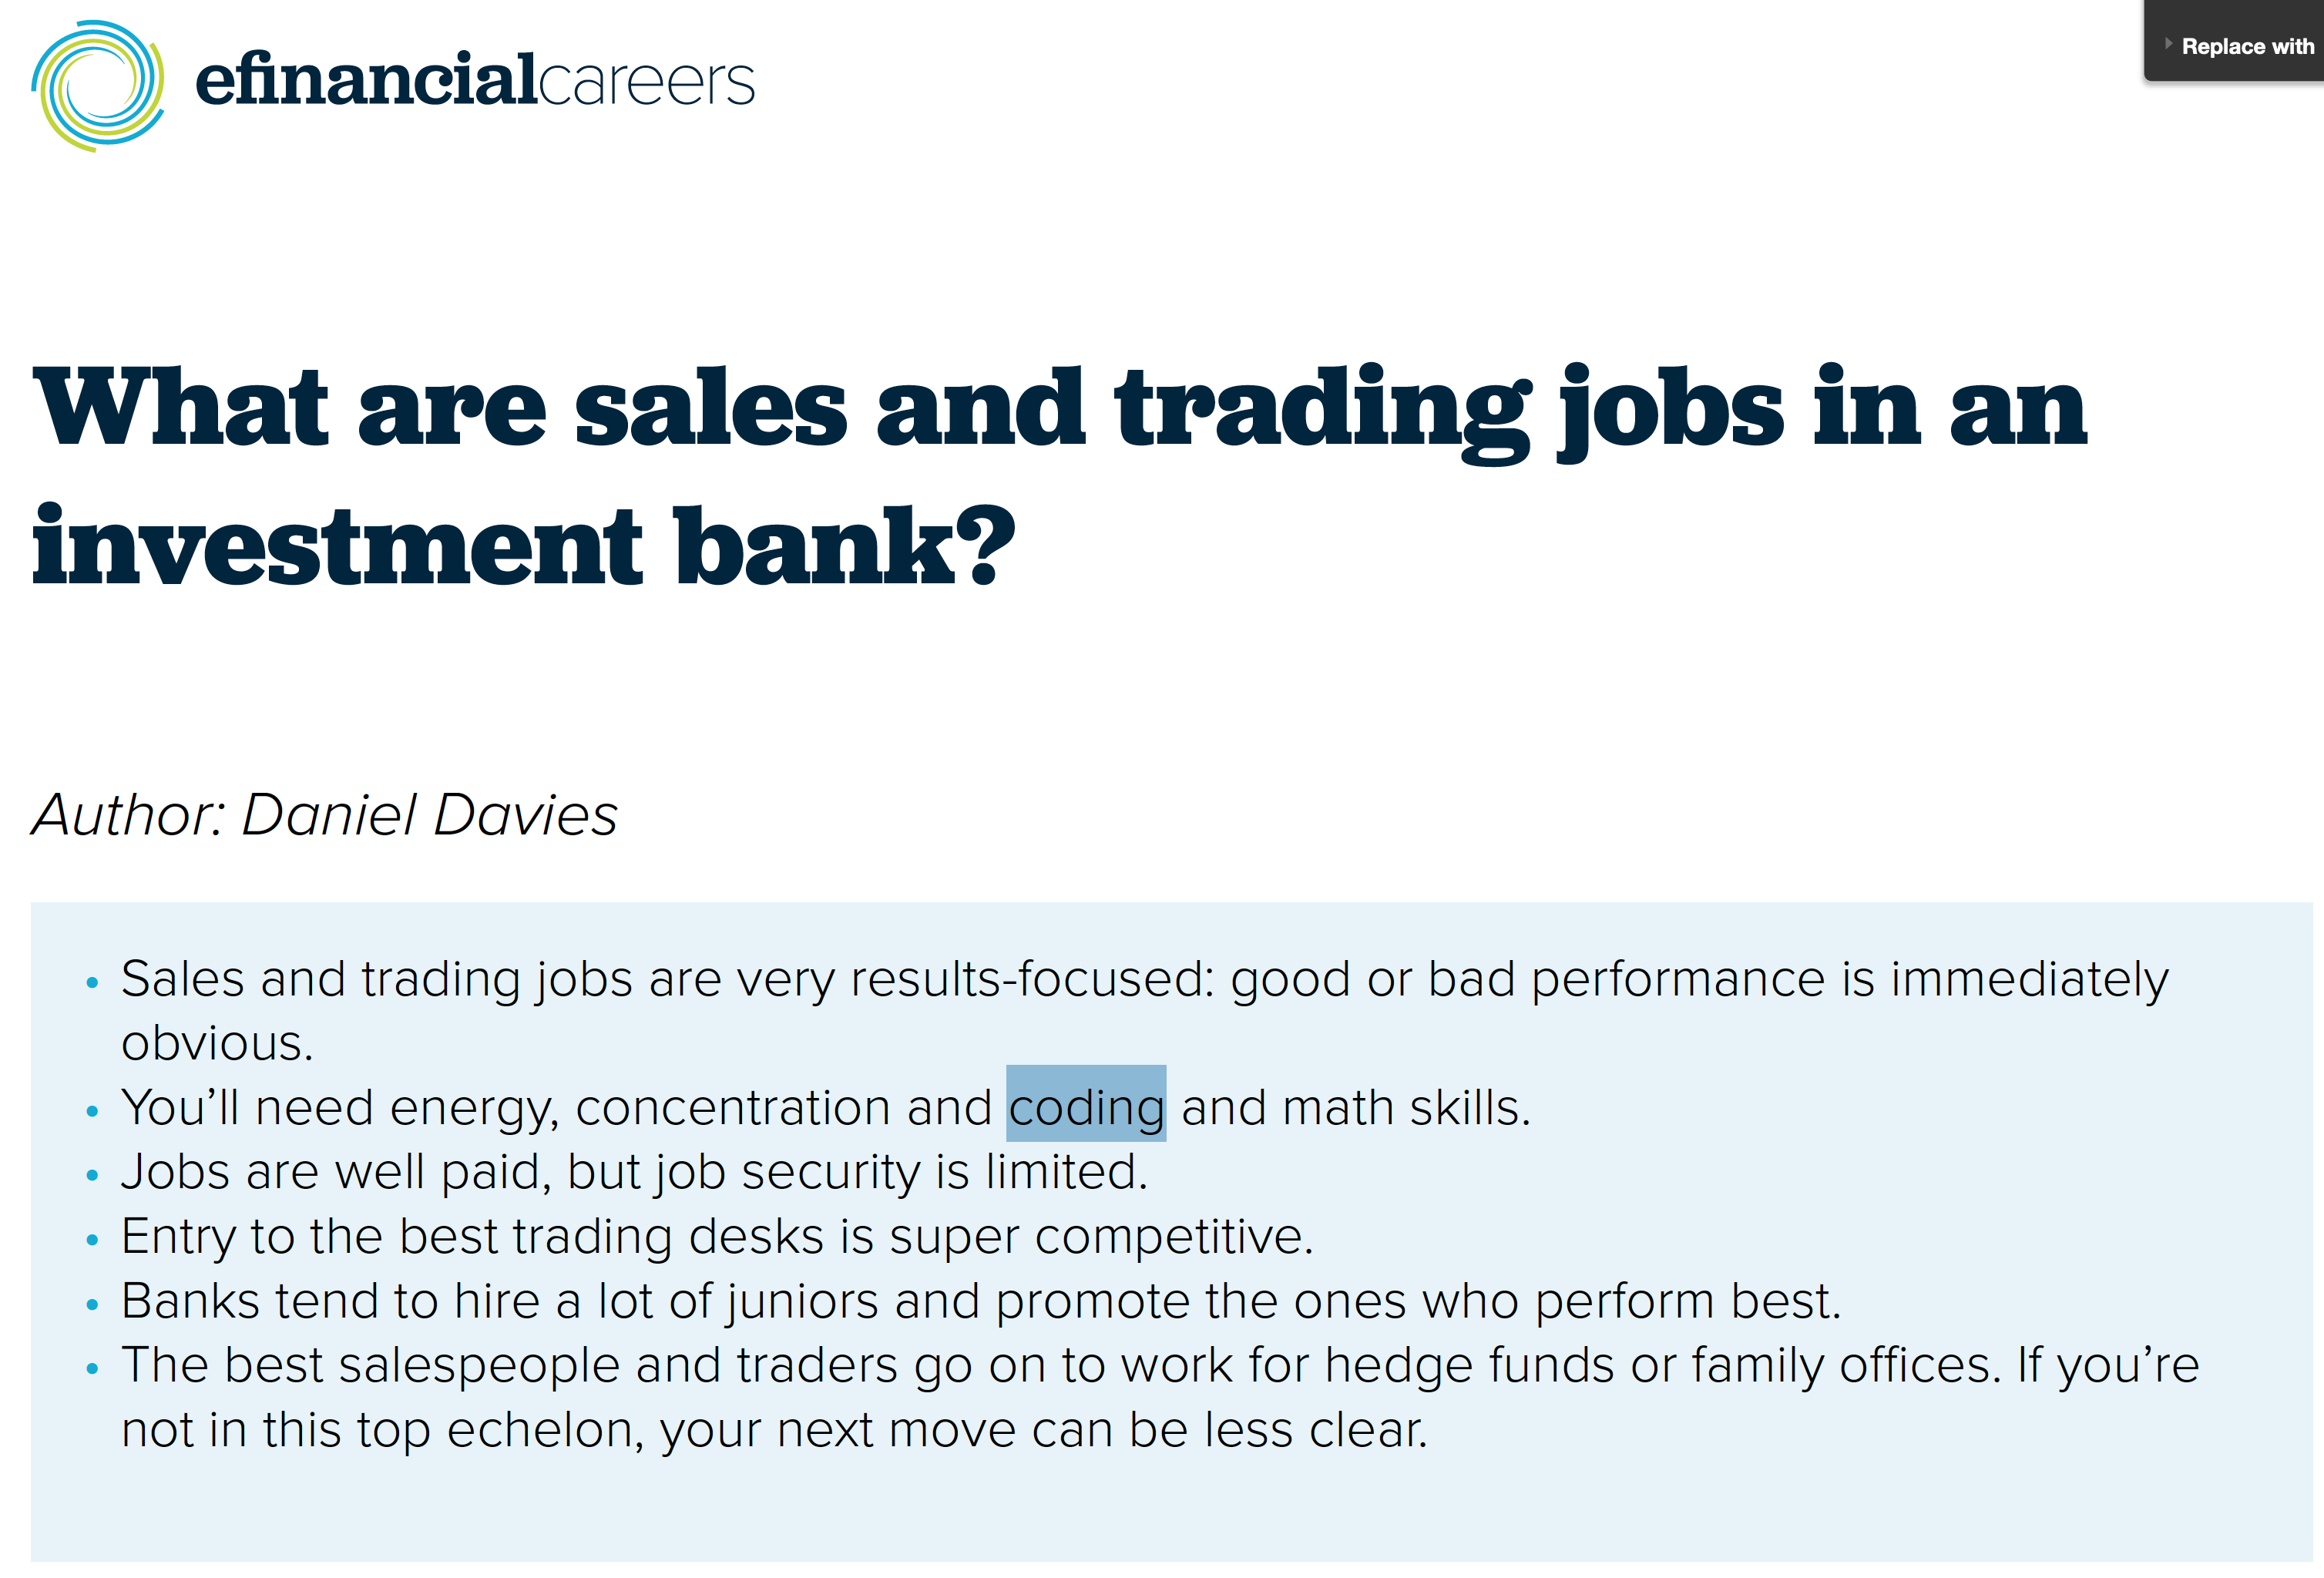 efinancialcareers
Replace with
What are sales and trading jobs in an
investment bank?
Author: Daniel Davies
• Sales and trading jobs are very results-focused: good or bad performance is immediately
obvious.
• You’ll need energy, concentration and coding and math skills.
• Jobs are well paid, but job security is limited.
• Entry to the best trading desks is super competitive.
• Banks tend to hire a lot of juniors and promote the ones who perform best.
• The best salespeople and traders go on to work for hedge funds or family offices. If you’re
not in this top echelon, your next move can be less clear.